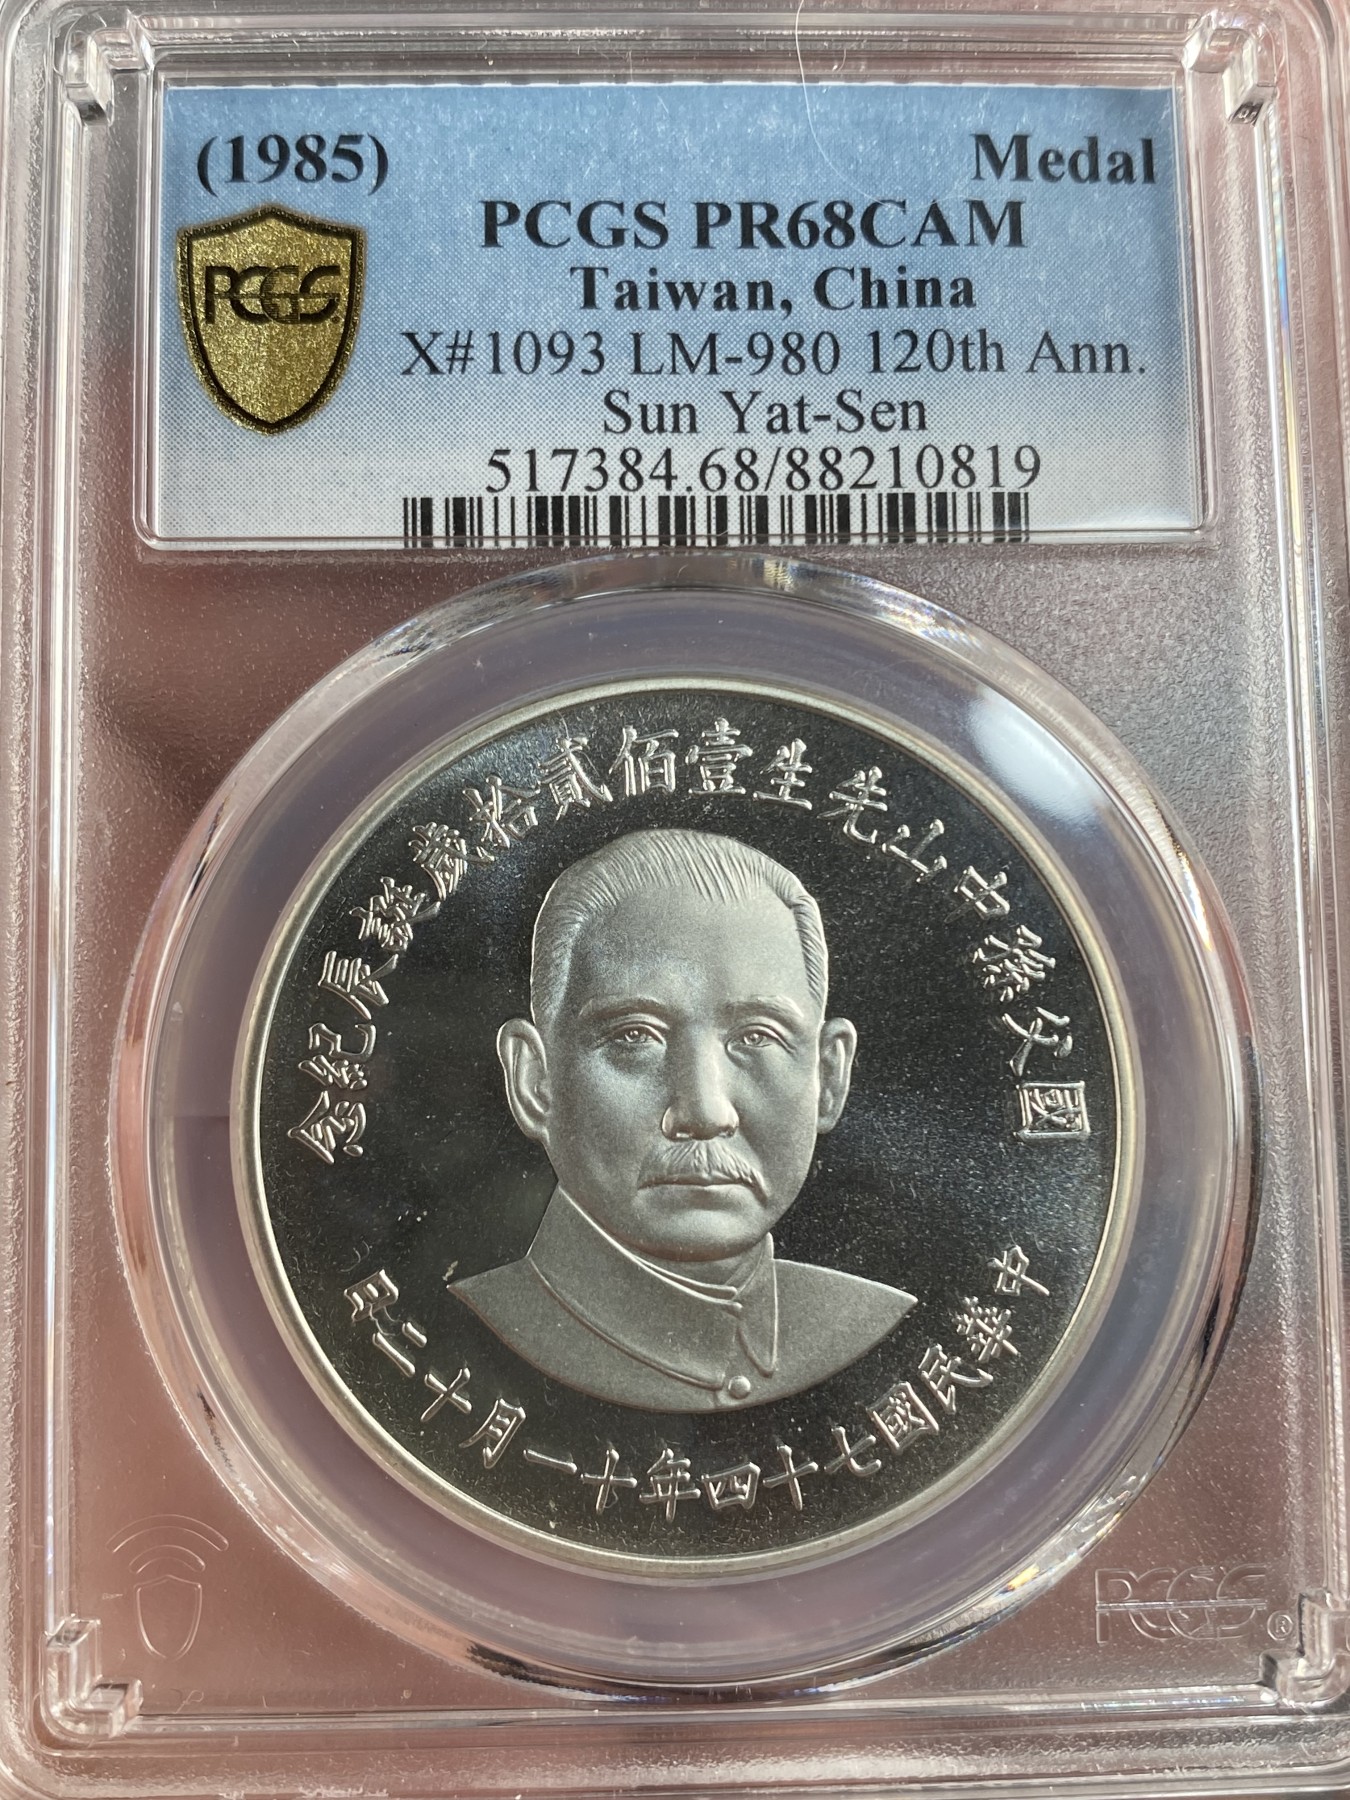 (1985) Medal
PCGS PR68CAM
Taiwan, China
X#1093 LM-980 120th Ann.
Sun Yat-Sen
517384.68/88210819
PCGS
國父孫中山先生壹佰貳拾歲誕辰紀念
中華民國七十四年十一月十二日
PCGS®